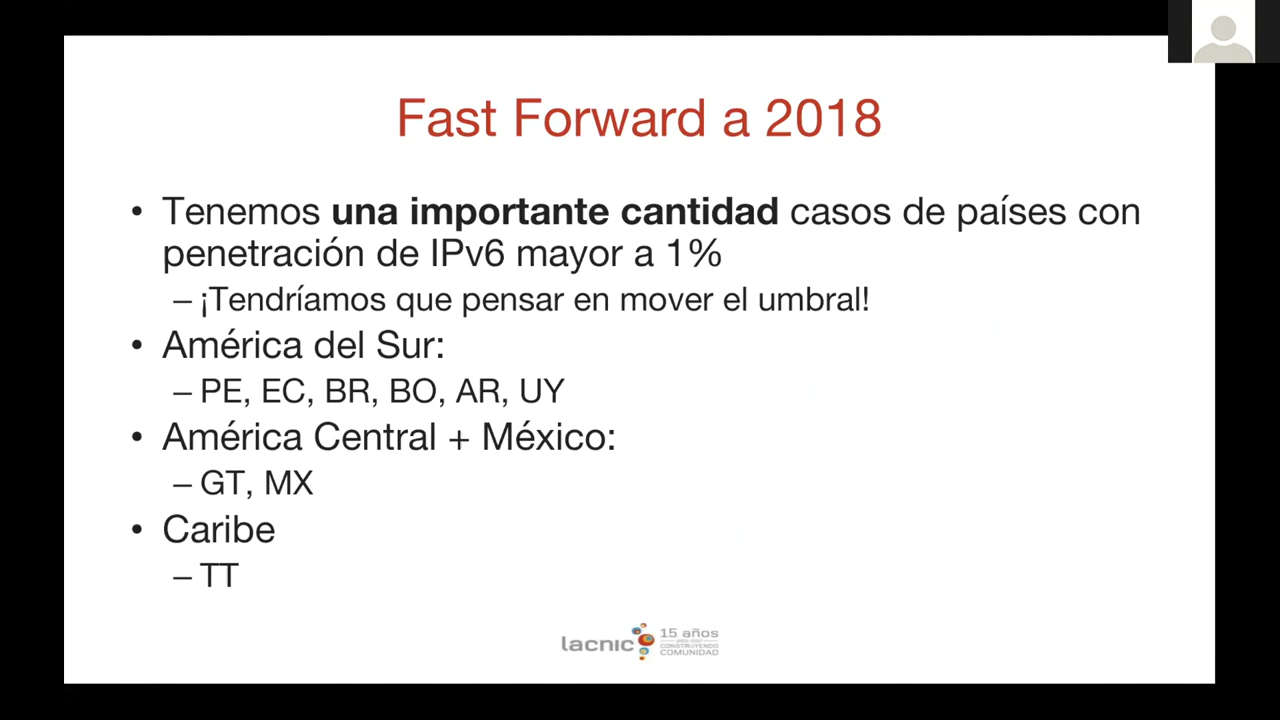 Fast Forward a 2018
• Tenemos una importante cantidad casos de países con
penetración de IPv6 mayor a 1%
– ¡Tendríamos que pensar en mover el umbral!
• América del Sur:
– PE, EC, BR, BO, AR, UY
• América Central + México:
– GT, MX
• Caribe
– TT
lacnic
15 años
CONSTRUYENDO
COMUNIDAD